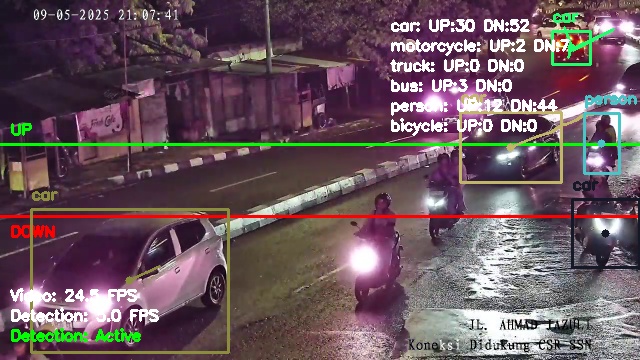 09-05-2025 21:07:41
car: UP:30 DN:52
motorcycle: UP:2 DN:7
truck: UP:0 DN:0
bus: UP:3 DN:0
person: UP:12 DN:44
bicycle: UP:0 DN:0
car
person
UP
car
car
DOWN
Video: 24.5 FPS
Detection: 5.0 FPS
Detection: Active
JL. AHMAD JAZULI
Koneksi Didukung CSR SSN